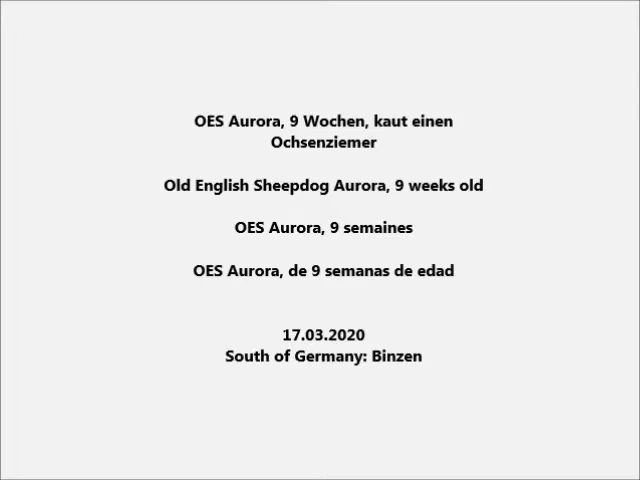 OES Aurora, 9 Wochen, kaut einen
Ochsenziemer
Old English Sheepdog Aurora, 9 weeks old
OES Aurora, 9 semaines
OES Aurora, de 9 semanas de edad
17.03.2020
South of Germany: Binzen